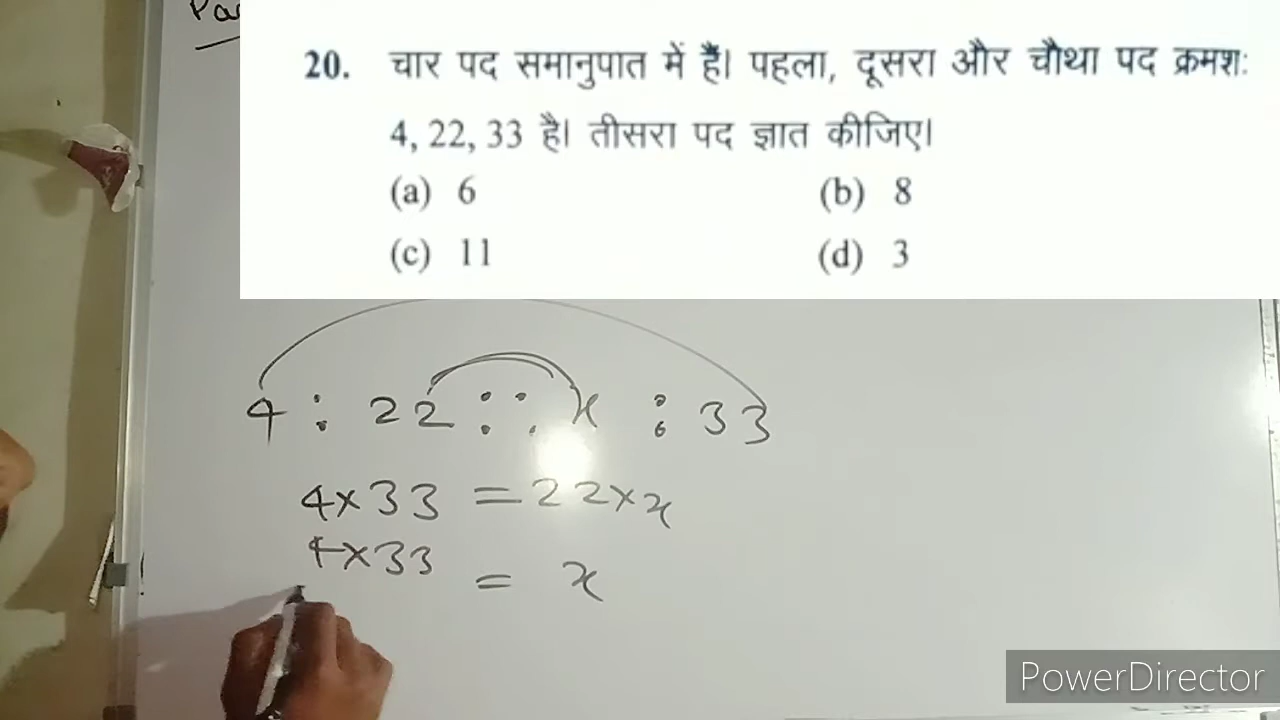 Pa
20. चार पद समानुपात में हैं। पहला, दूसरा और चौथा पद क्रमशः
4, 22, 33 है। तीसरा पद ज्ञात कीजिए।
(a) 6 (b) 8
(c) 11 (d) 3
4 : 22 :: x : 33
4×33 = 22×x
4×33 = x
PowerDirector